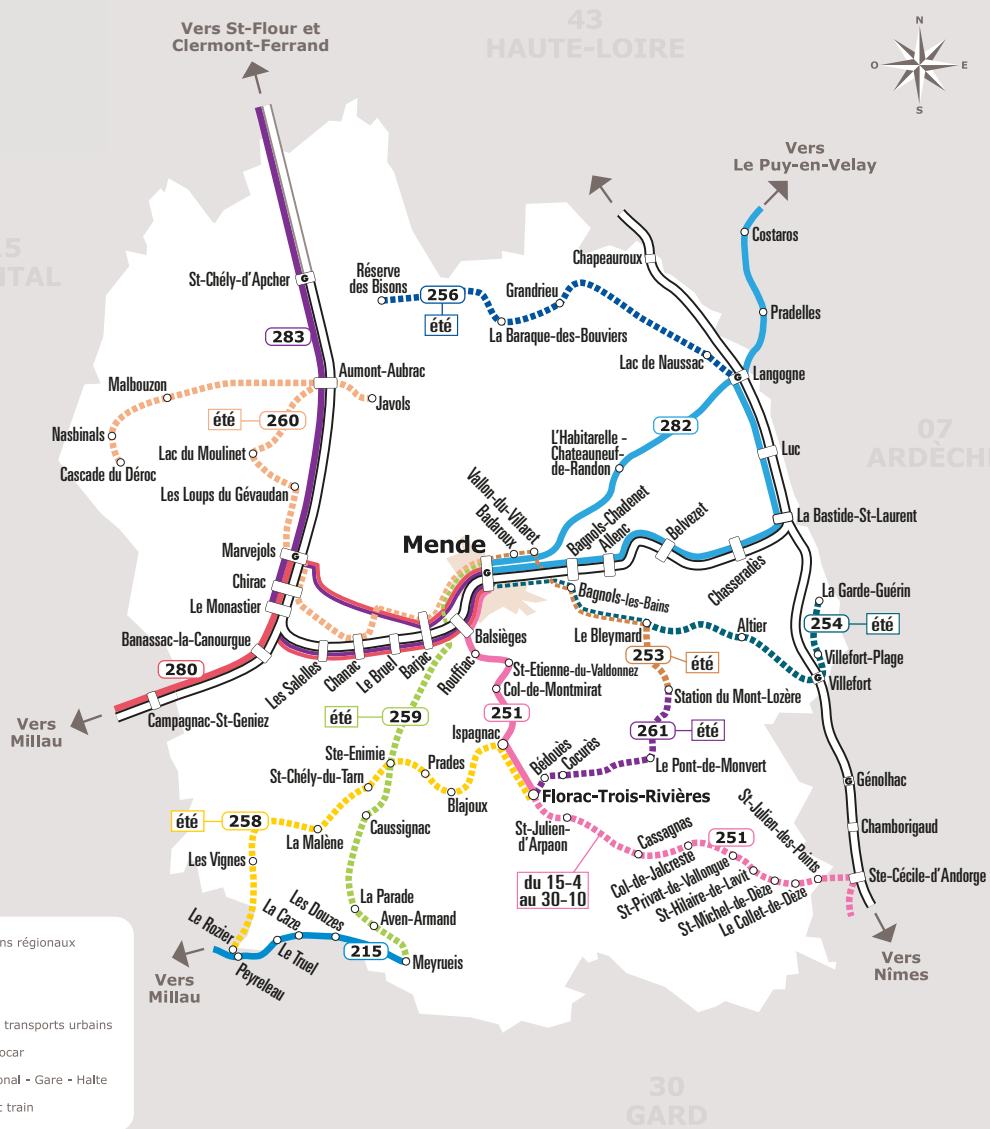 Vers St-Flour et
Clermont-Ferrand
43
HAUTE-LOIRE
N
O
E
S
Vers
Le Puy-en-Velay
Costaros
Chapeauroux
St-Chély-d'Apcher
G
Réserve
des Bisons
256
été
Grandrieu
La Baraque-des-Bouviers
Pradelles
Lac de Naussac
G
Langogne
283
Aumont-Aubrac
Malbouzon
Javols
été
260
282
Nasbinals
Lac du Moulinet
Cascade du Déroc
L'Habitarelle -
Chateauneuf-
de-Randon
Luc
07
ARDÈCHE
Les Loups du Gévaudan
La Bastide-St-Laurent
Vallon-du-Villaret
Badaroux
Bagnols-Chadenet
Allenc
Belvezet
Chasseradès
Mende
G
Marvejols
G
Chirac
Le Monastier
Banassac-la-Canourgue
Bagnols-les-Bains
La Garde-Guérin
254
été
Le Bleymard
Altier
Balsièges
Les Salelles
Chanac
Le Bruel
Barjac
Rouffiac
St-Etienne-du-Valdonnez
253
été
Villefort-Plage
Villefort
G
280
Col-de-Montmirat
Station du Mont-Lozère
Campagnac-St-Geniez
Vers
Millau
été
259
251
261
été
Ispagnac
Ste-Enimie
Prades
Bédouès
Cocurès
Le Pont-de-Monvert
St-Chély-du-Tarn
Blajoux
Florac-Trois-Rivières
G
Génolhac
été
258
Caussignac
La Malène
St-Julien-
d'Arpaon
Cassagnas
251
St-Julien-des-Points
Chamborigaud
Les Vignes
Col-de-Jalcreste
St-Privat-de-Vallongue
St-Hilaire-de-Lavit
St-Michel-de-Dèze
Le Collet-de-Dèze
Ste-Cécile-d'Andorge
du 15-4
au 30-10
La Parade
Aven-Armand
Le Rozier
La Caze
Les Douzes
215
Meyrueis
Peyreleau
Le Truel
Vers
Millau
Vers
Nîmes
transports urbains
Gare - Halte
train
30
GARD